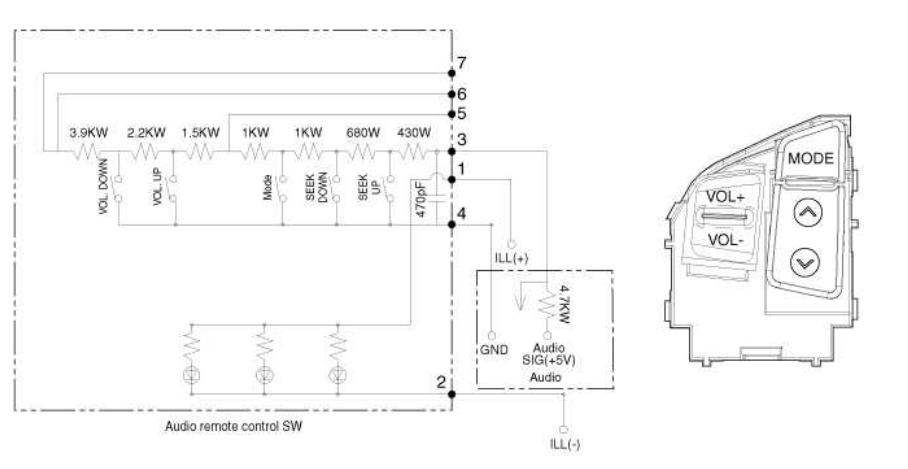 7
6
5
3.9KW 2.2KW 1.5KW 1KW 1KW 680W 430W 3
VOL. DOWN
VOL. UP
Mode
SEEK DOWN
SEEK UP
470pF
1
4
ILL(+)
4.7KW
GND
Audio
SIG(+5V)
Audio
2
Audio remote control SW
ILL(-)
MODE
VOL+
VOL-